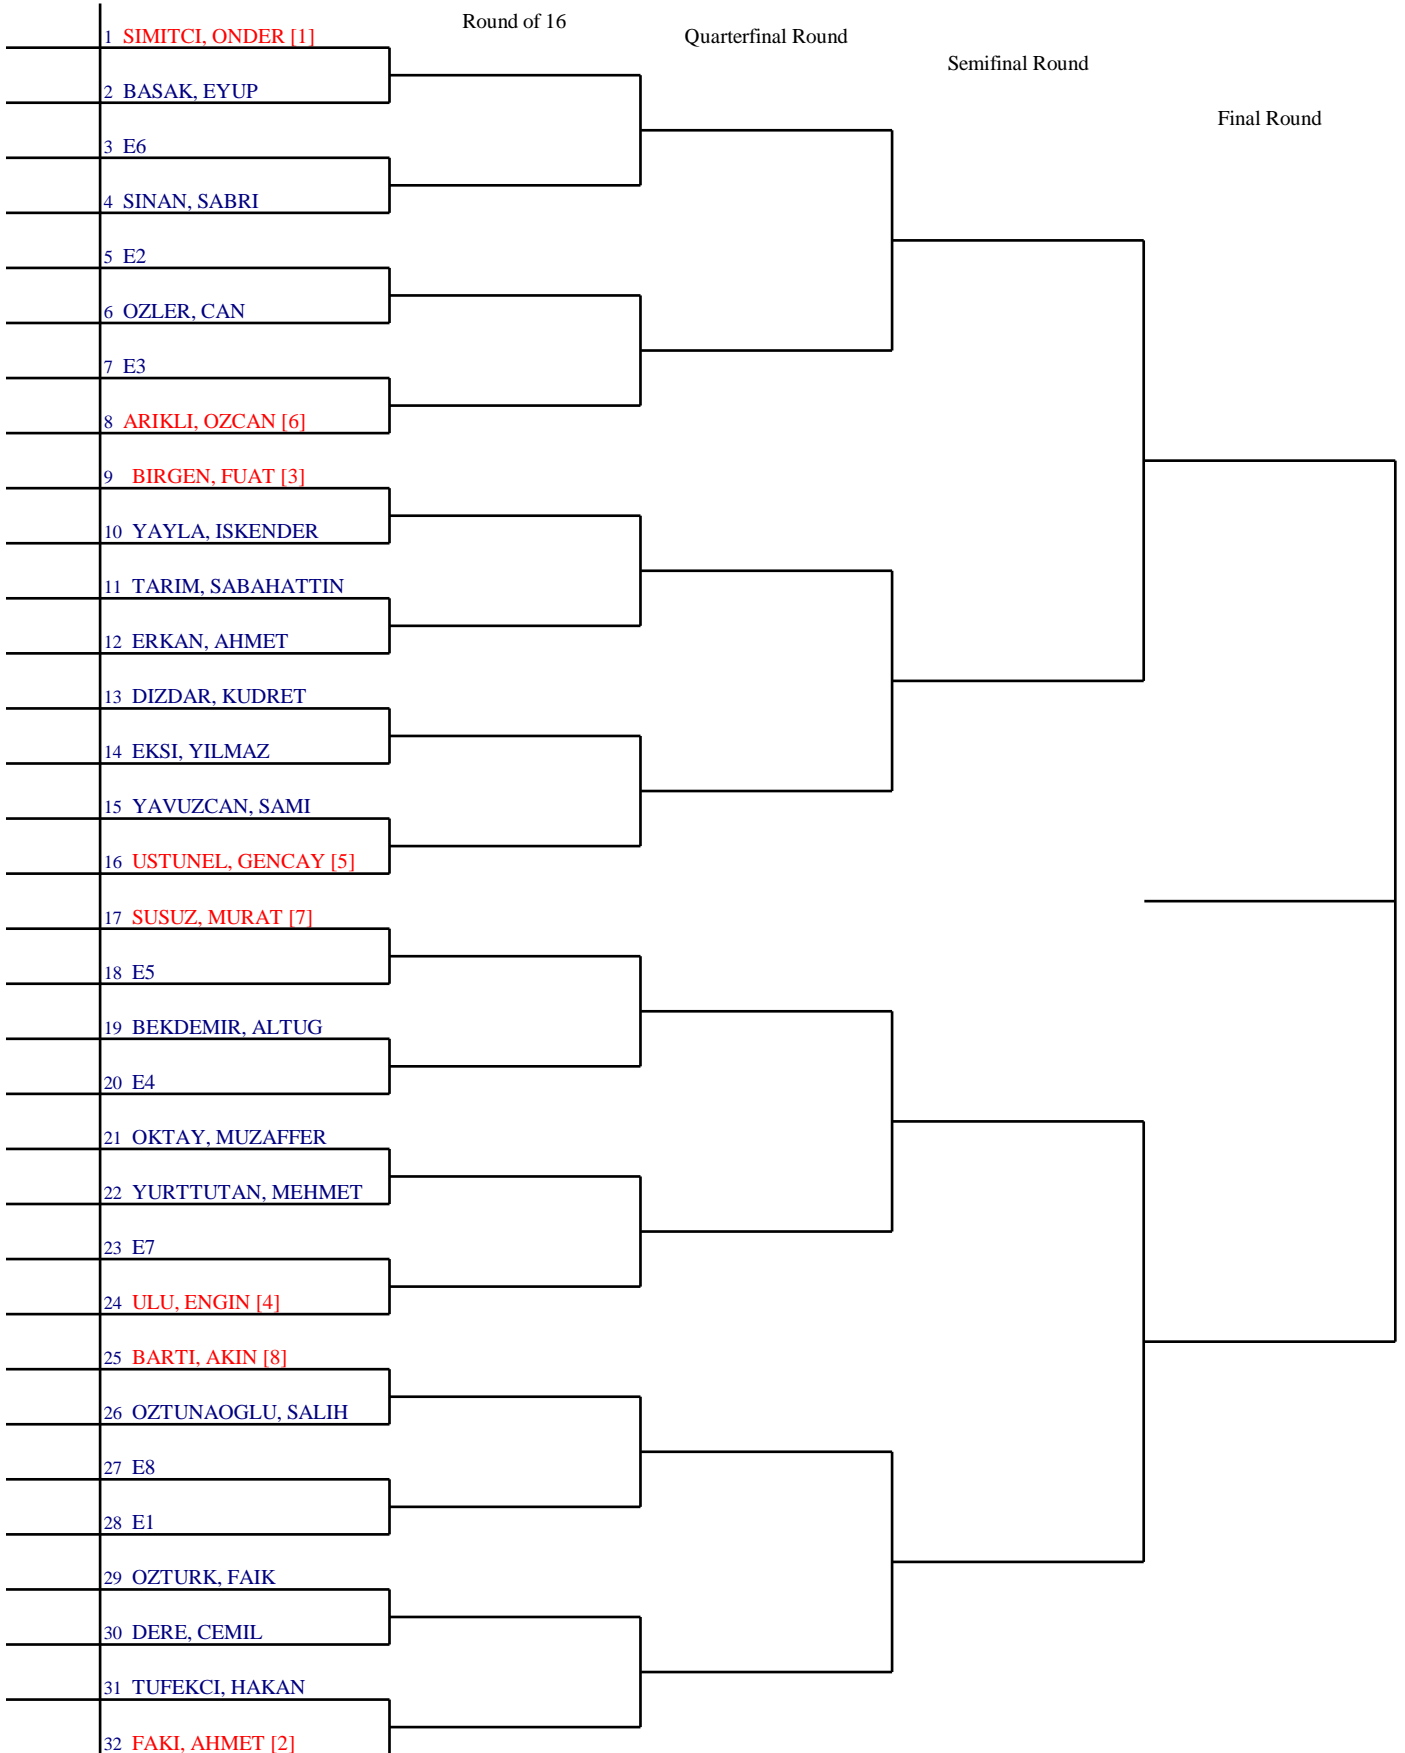 Round of 16
Quarterfinal Round
Semifinal Round
Final Round
1 SIMITCI, ONDER [1]
2 BASAK, EYUP
3 E6
4 SINAN, SABRI
5 E2
6 OZLER, CAN
7 E3
8 ARIKLI, OZCAN [6]
9 BIRGEN, FUAT [3]
10 YAYLA, ISKENDER
11 TARIM, SABAHATTIN
12 ERKAN, AHMET
13 DIZDAR, KUDRET
14 EKSI, YILMAZ
15 YAVUZCAN, SAMI
16 USTUNEL, GENCAY [5]
17 SUSUZ, MURAT [7]
18 E5
19 BEKDEMIR, ALTUG
20 E4
21 OKTAY, MUZAFFER
22 YURTTUTAN, MEHMET
23 E7
24 ULU, ENGIN [4]
25 BARTI, AKIN [8]
26 OZTUNAOGLU, SALIH
27 E8
28 E1
29 OZTURK, FAIK
30 DERE, CEMIL
31 TUFEKCI, HAKAN
32 FAKI, AHMET [2]